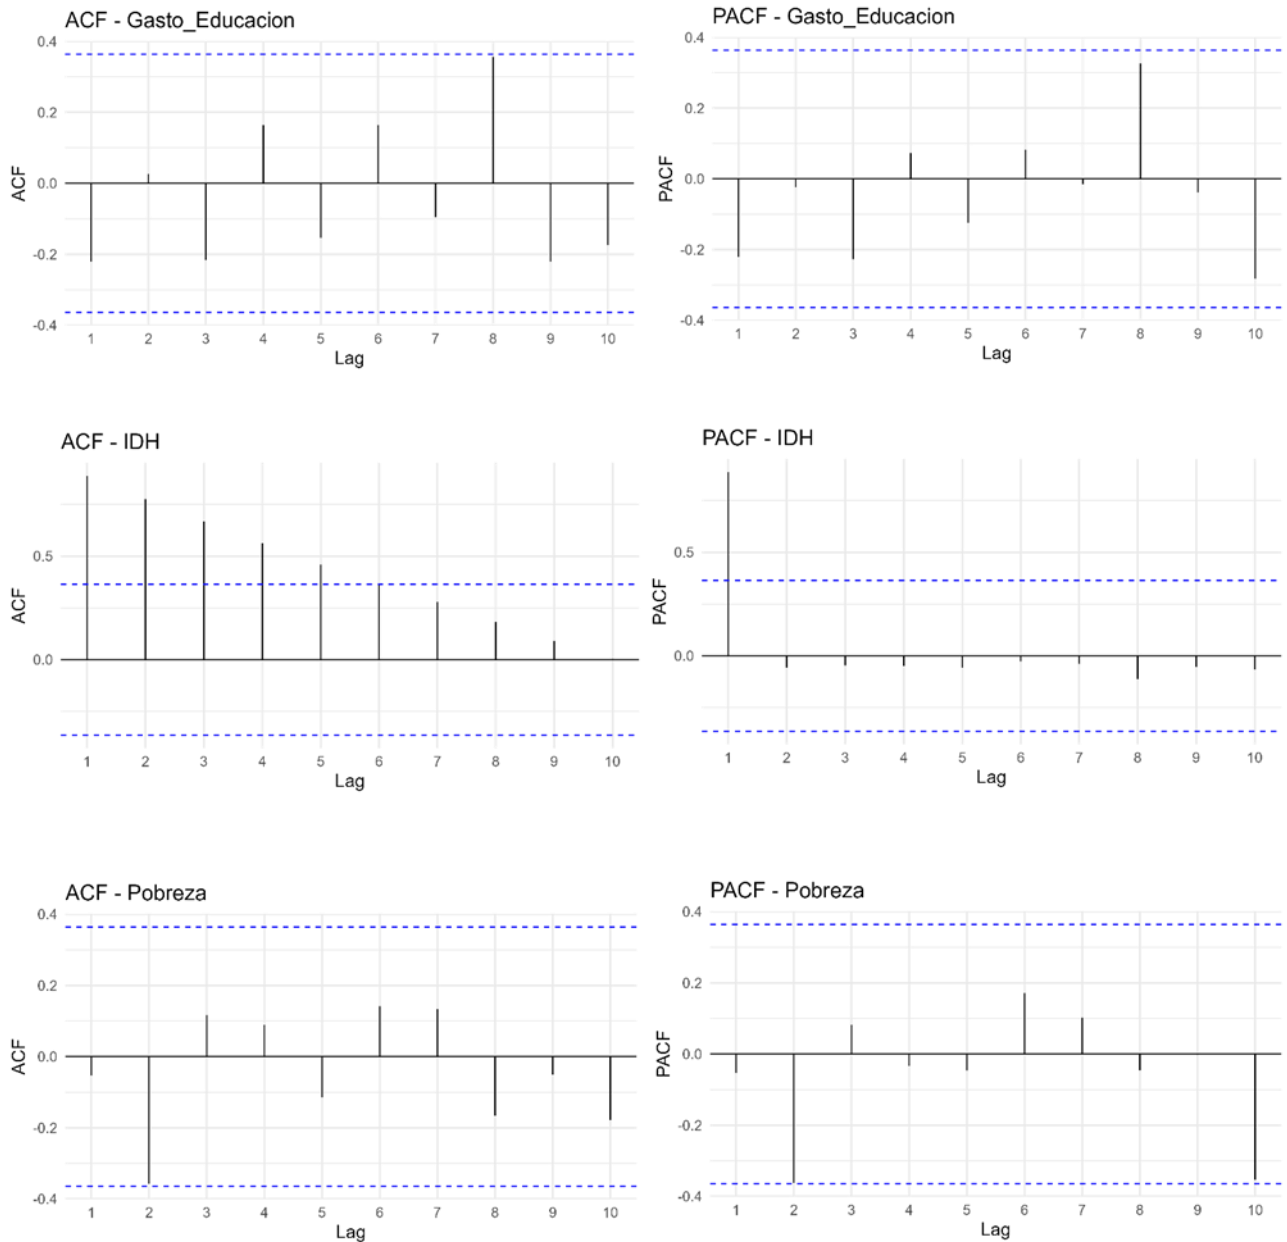 ACF - Gasto_Educacion
0.4
0.2
0.0
-0.2
-0.4
ACF
1 2 3 4 5 6 7 8 9 10
Lag
PACF - Gasto_Educacion
0.4
0.2
0.0
-0.2
-0.4
PACF
1 2 3 4 5 6 7 8 9 10
Lag
ACF - IDH
0.5
0.0
ACF
1 2 3 4 5 6 7 8 9 10
Lag
PACF - IDH
0.5
0.0
PACF
1 2 3 4 5 6 7 8 9 10
Lag
ACF - Pobreza
0.4
0.2
0.0
-0.2
-0.4
ACF
1 2 3 4 5 6 7 8 9 10
Lag
PACF - Pobreza
0.4
0.2
0.0
-0.2
-0.4
PACF
1 2 3 4 5 6 7 8 9 10
Lag